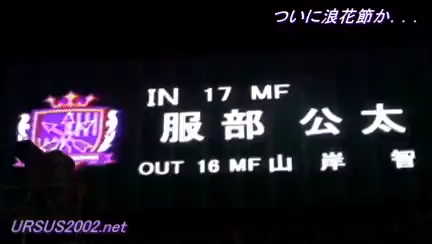 ついに浪花節か...
IN 17 MF
服部 公太
OUT 16 MF 山岸 智
URSUS2002.net